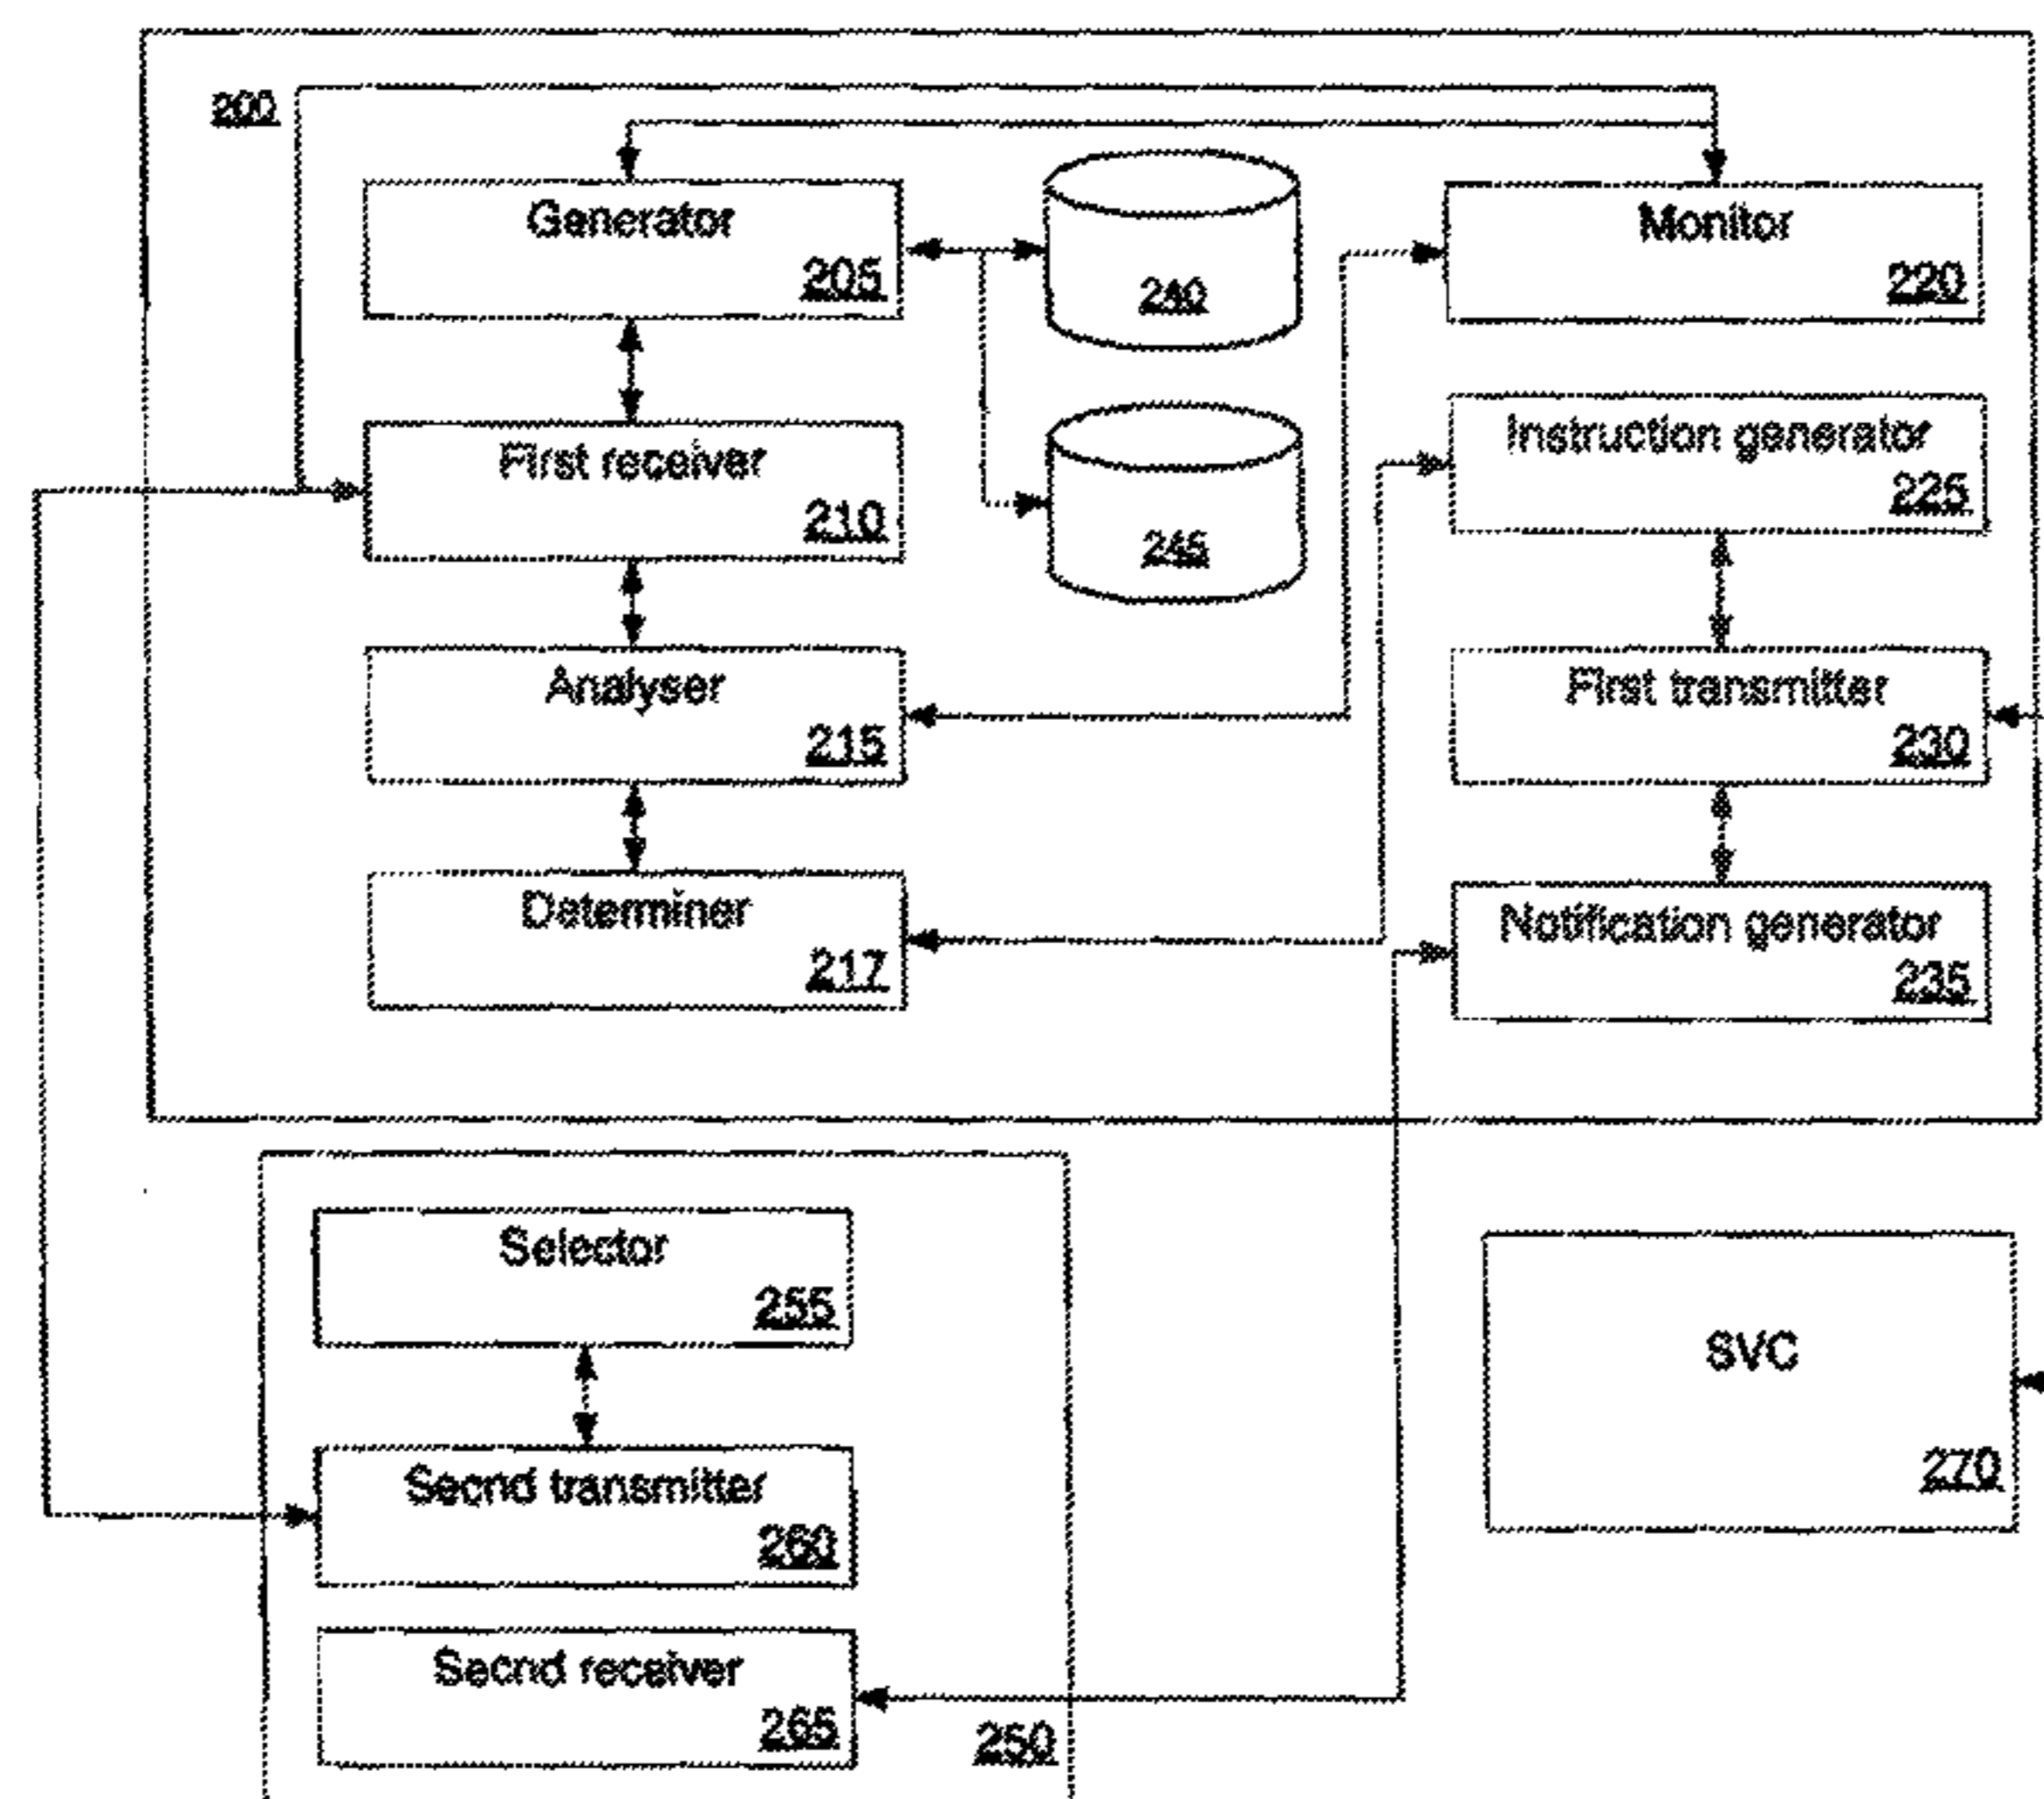 200
Generator
205
240
Monitor
220
First receiver
210
245
Instruction generator
225
Analyser
215
First transmitter
230
Determiner
217
Notification generator
235
Selector
255
SVC
270
Secnd transmitter
260
Secnd receiver
265
250